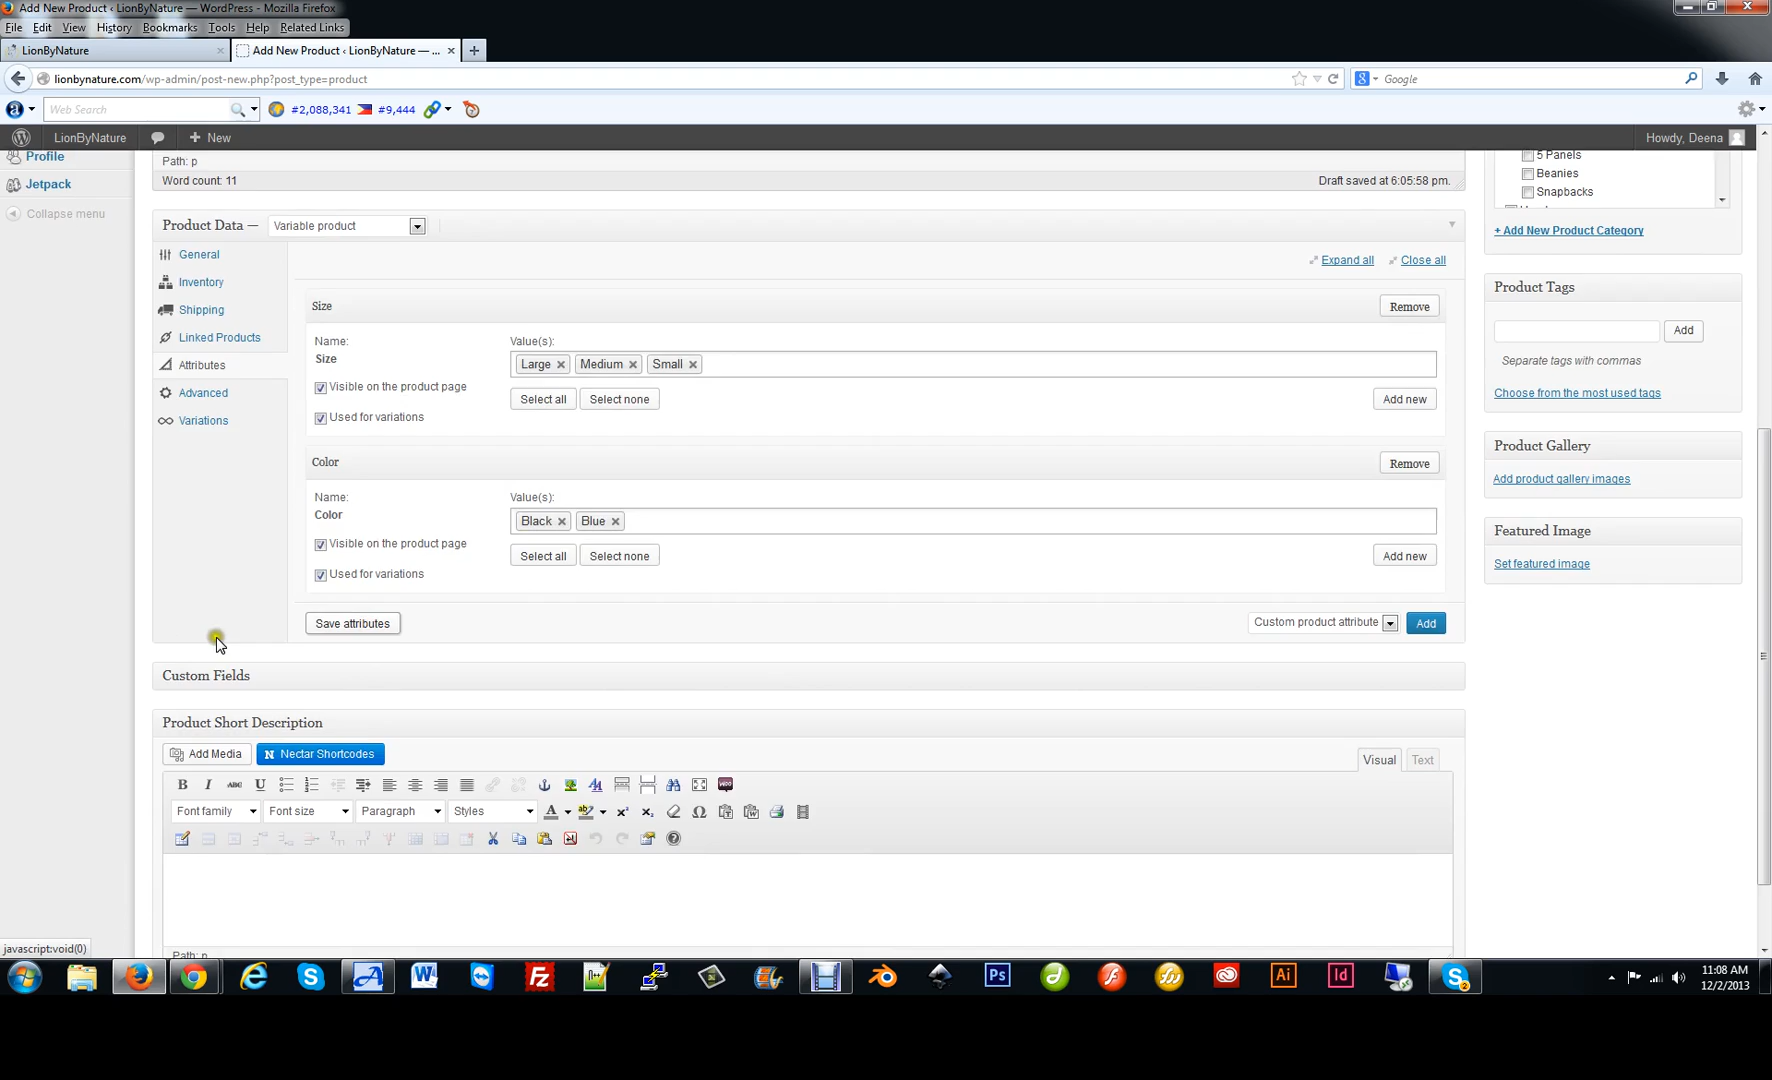 Add New Product ‹ LionByNature — WordPress - Mozilla Firefox
File Edit View History Bookmarks Tools Help Related Links
LionByNature
Add New Product ‹ LionByNature — ...
lionbynature.com/wp-admin/post-new.php?post_type=product
Google
Web Search
#2,088,341
#9,444
LionByNature
New
Howdy, Deena
Profile
Jetpack
Collapse menu
Path: p
Word count: 11
Draft saved at 6:05:58 pm.
5 Panels
Beanies
Snapbacks
+ Add New Product Category
Product Data — Variable product
General
Inventory
Shipping
Linked Products
Attributes
Advanced
Variations
Expand all
Close all
Size
Remove
Name:
Value(s):
Size
Large
Medium
Small
Visible on the product page
Select all
Select none
Add new
Used for variations
Color
Remove
Name:
Value(s):
Color
Black
Blue
Visible on the product page
Select all
Select none
Add new
Used for variations
Save attributes
Custom product attribute
Add
Product Tags
Add
Separate tags with commas
Choose from the most used tags
Product Gallery
Add product gallery images
Featured Image
Set featured image
Custom Fields
Product Short Description
Add Media
Nectar Shortcodes
Visual
Text
Font family
Font size
Paragraph
Styles
Path: p
javascript:void(0)
11:08 AM
12/2/2013